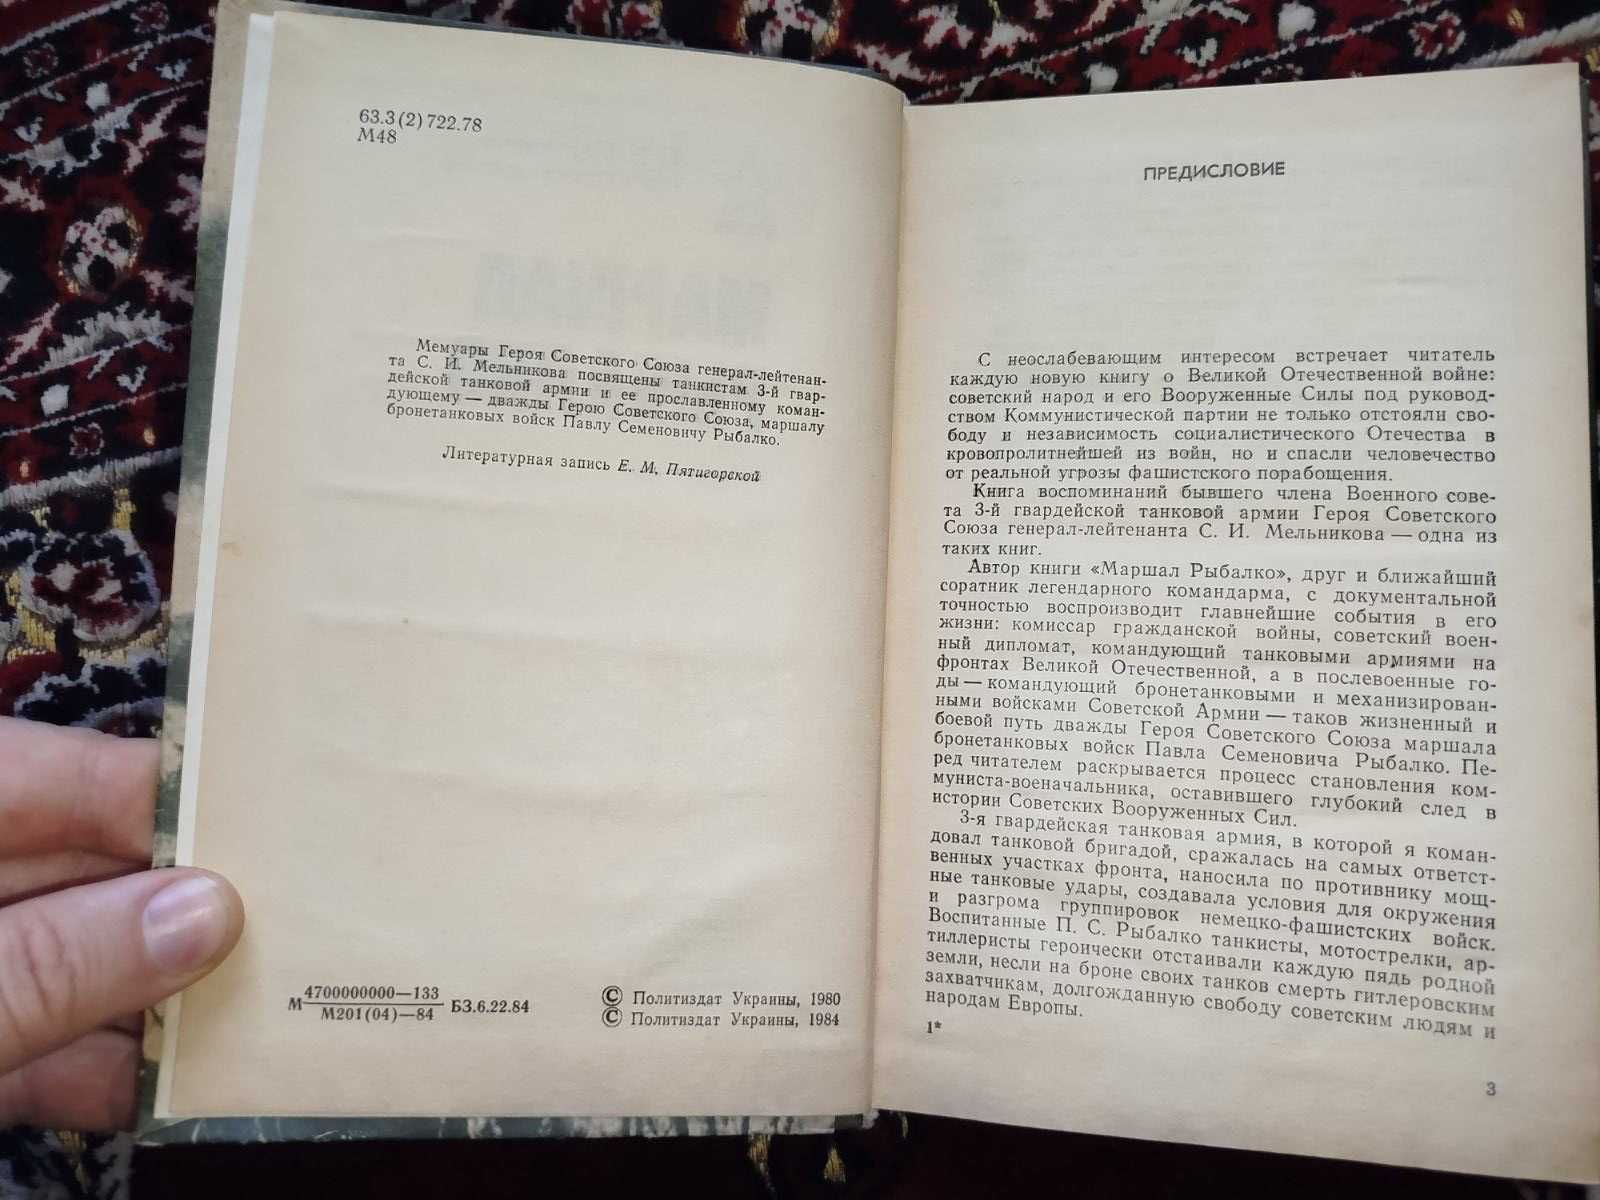 63.3(2)722.78
М48
Мемуары Героя Советского Союза генерал-лейтенан-
та С. И. Мельникова посвящены танкистам 3-й гвар-
дейской танковой армии и ее прославленному коман-
дующему — дважды Герою Советского Союза, маршалу
бронетанковых войск Павлу Семеновичу Рыбалко.
Литературная запись Е. М. Пятигорской
М 4700000000—133
М201(04)—84 БЗ.6.22.84
© Политиздат Украины, 1980
© Политиздат Украины, 1984
ПРЕДИСЛОВИЕ
С неослабевающим интересом встречает читатель
каждую новую книгу о Великой Отечественной войне:
советский народ и его Вооруженные Силы под руковод-
ством Коммунистической партии не только отстояли сво-
боду и независимость социалистического Отечества в
кровопролитнейшей из войн, но и спасли человечество
от реальной угрозы фашистского порабощения.
Книга воспоминаний бывшего члена Военного сове-
та 3-й гвардейской танковой армии Героя Советского
Союза генерал-лейтенанта С. И. Мельникова — одна из
таких книг.
Автор книги «Маршал Рыбалко», друг и ближайший
соратник легендарного командарма, с документальной
точностью воспроизводит главнейшие события в его
жизни: комиссар гражданской войны, советский воен-
ный дипломат, командующий танковыми армиями на
фронтах Великой Отечественной, а в послевоенные го-
ды — командующий бронетанковыми и механизирован-
ными войсками Советской Армии — таков жизненный и
боевой путь дважды Героя Советского Союза маршала
бронетанковых войск Павла Семеновича Рыбалко. Пе-
ред читателем раскрывается процесс становления ком-
муниста-военачальника, оставившего глубокий след в
истории Советских Вооруженных Сил.
3-я гвардейская танковая армия, в которой я коман-
довал танковой бригадой, сражалась на самых ответст-
венных участках фронта, наносила по противнику мощ-
ные танковые удары, создавала условия для окружения
и разгрома группировок немецко-фашистских войск.
Воспитанные П. С. Рыбалко танкисты, мотострелки, ар-
тиллеристы героически отстаивали каждую пядь родной
земли, несли на броне своих танков смерть гитлеровским
захватчикам, долгожданную свободу советским людям и
народам Европы.
1*
3